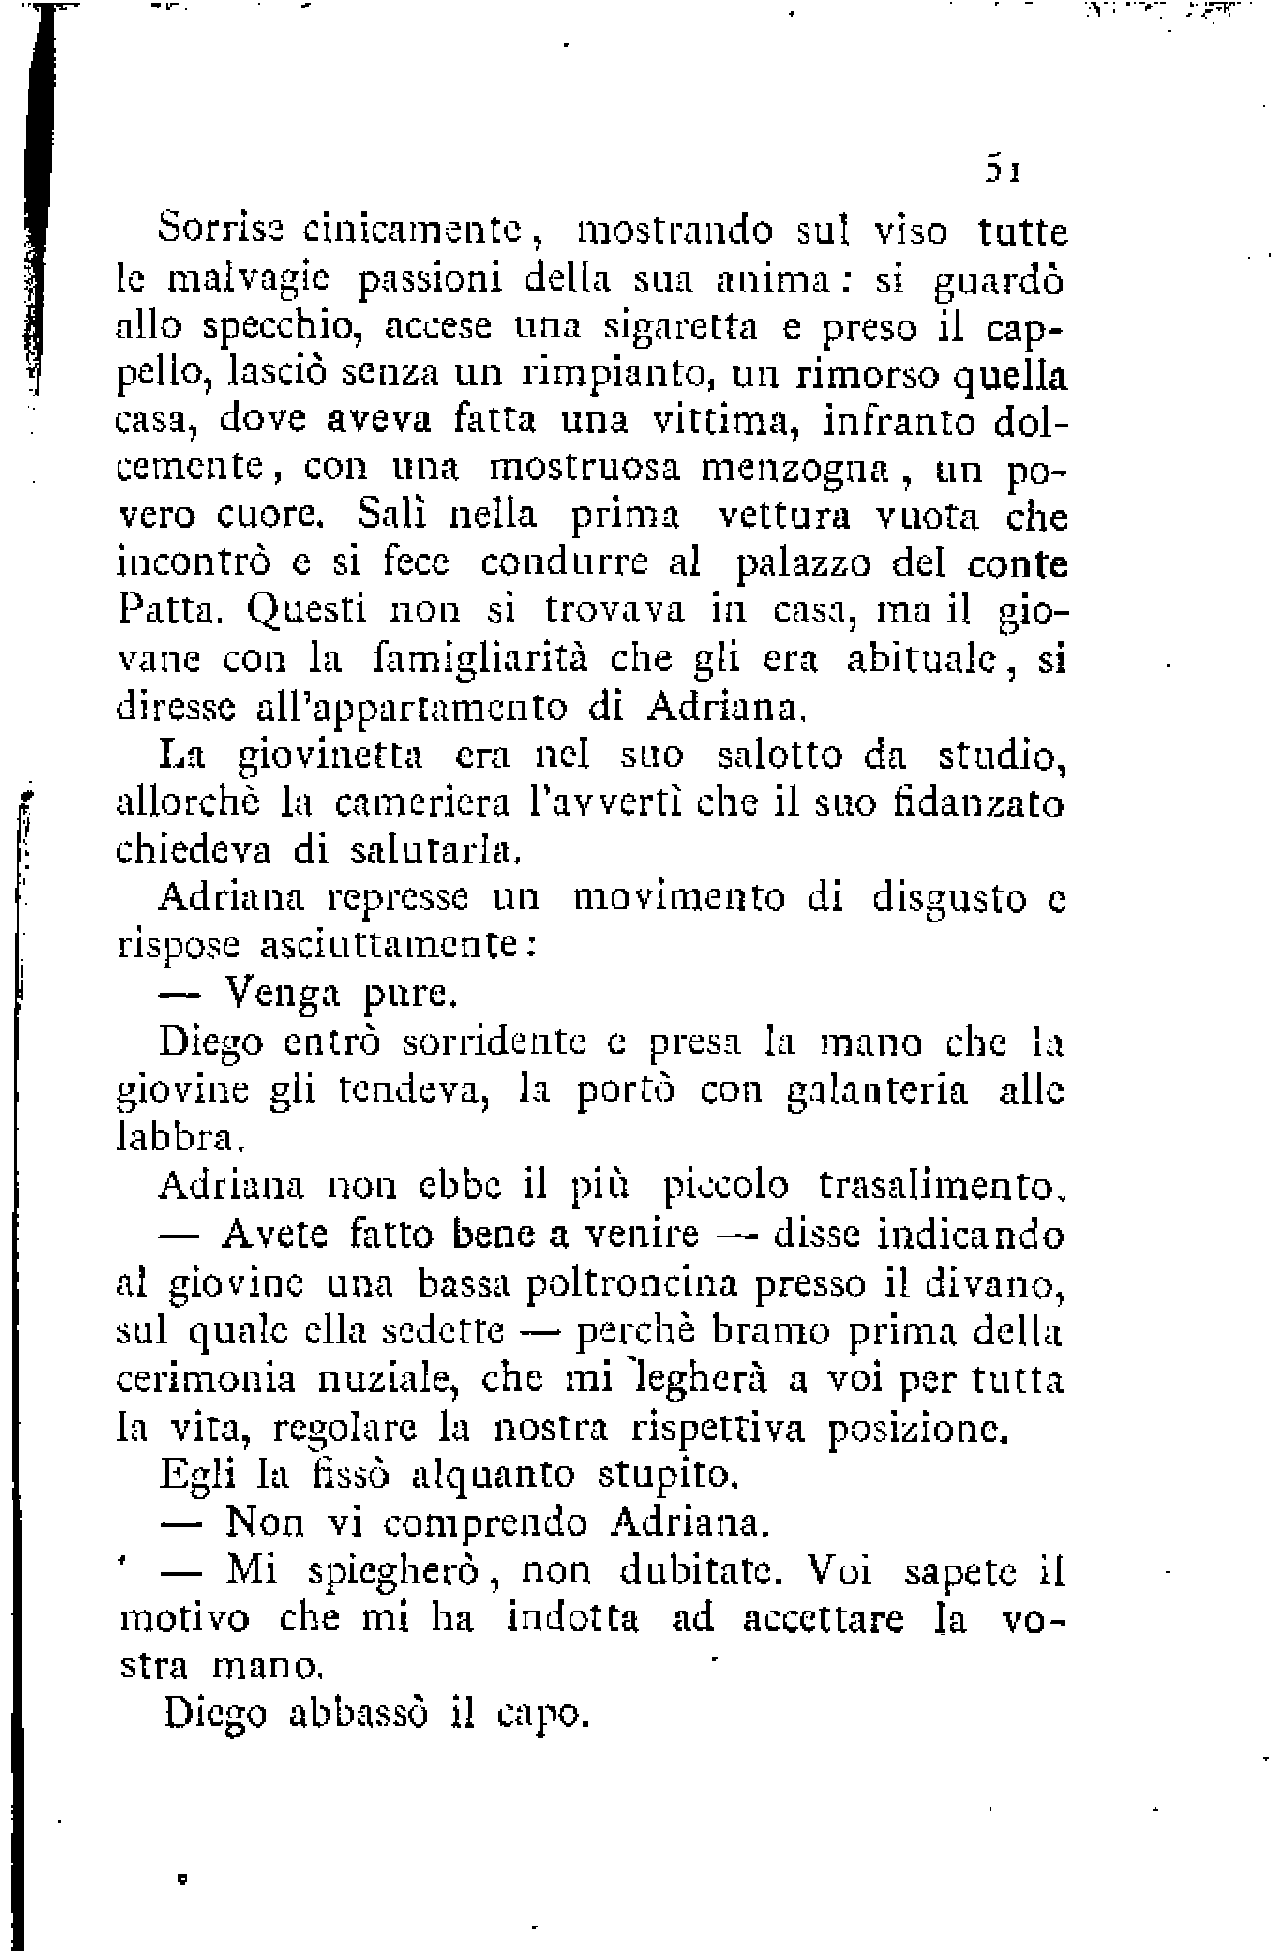 51
Sorrise cinicamente, mostrando sul viso tutte
le malvagie passioni della sua anima: si guardò
allo specchio, accese una sigaretta e preso il cap-
pello, lasciò senza un rimpianto, un rimorso quella
casa, dove aveva fatta una vittima, infranto dol-
cemente, con una mostruosa menzogna, un po-
vero cuore. Salì nella prima vettura vuota che
incontrò e si fece condurre al palazzo del conte
Patta. Questi non si trovava in casa, ma il gio-
vane con la famigliarità che gli era abituale, si
diresse all'appartamento di Adriana.
La giovinetta era nel suo salotto da studio,
allorchè la cameriera l'avvertì che il suo fidanzato
chiedeva di salutarla.
Adriana represse un movimento di disgusto e
rispose asciuttamente:
— Venga pure.
Diego entrò sorridente e presa la mano che la
giovine gli tendeva, la portò con galanteria alle
labbra.
Adriana non ebbe il più piccolo trasalimento.
— Avete fatto bene a venire — disse indicando
al giovine una bassa poltroncina presso il divano,
sul quale ella sedette — perchè bramo prima della
cerimonia nuziale, che mi legherà a voi per tutta
la vita, regolare la nostra rispettiva posizione.
Egli la fissò alquanto stupito.
— Non vi comprendo Adriana.
— Mi spiegherò, non dubitate. Voi sapete il
motivo che mi ha indotta ad accettare la vo-
stra mano.
Diego abbassò il capo.